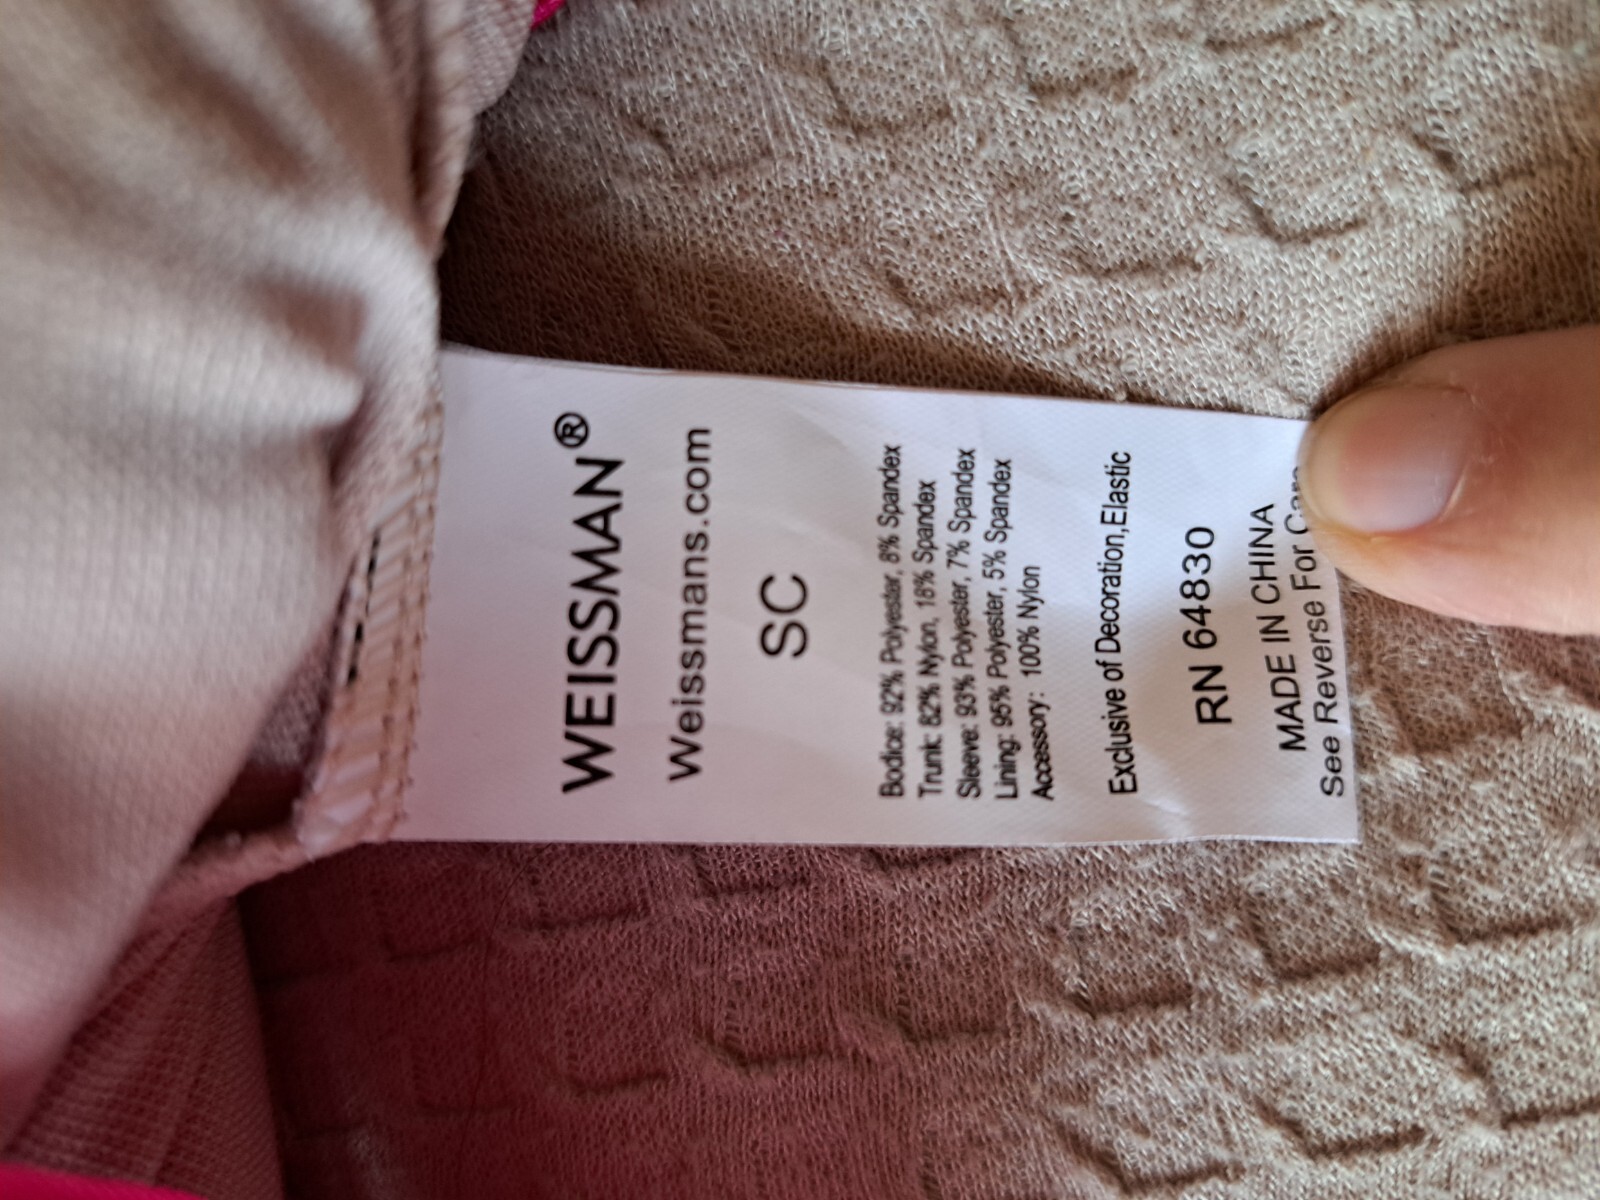 WEISSMAN®
Weissmans.com
SC
Bodice: 92% Polyester, 8% Spandex
Trunk: 82% Nylon, 18% Spandex
Sleeve: 93% Polyester, 7% Spandex
Lining: 95% Polyester, 5% Spandex
Accessory: 100% Nylon
Exclusive of Decoration,Elastic
RN 64830
MADE IN CHINA
See Reverse For Care